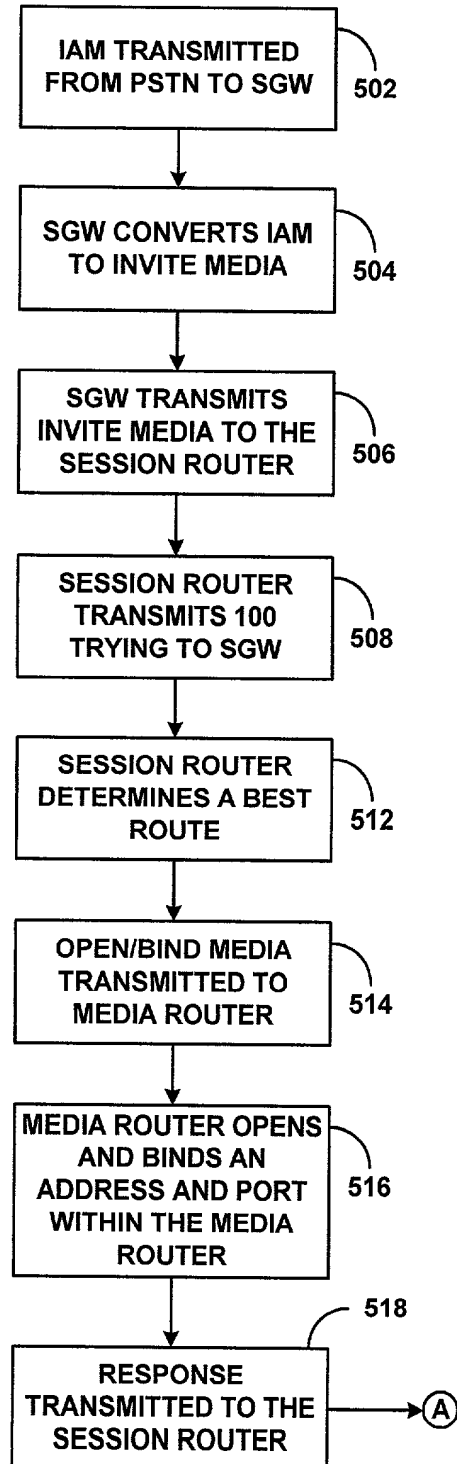 IAM TRANSMITTED
FROM PSTN TO SGW
502
SGW CONVERTS IAM
TO INVITE MEDIA
504
SGW TRANSMITS
INVITE MEDIA TO THE
SESSION ROUTER
506
SESSION ROUTER
TRANSMITS 100
TRYING TO SGW
508
SESSION ROUTER
DETERMINES A BEST
ROUTE
512
OPEN/BIND MEDIA
TRANSMITTED TO
MEDIA ROUTER
514
MEDIA ROUTER OPENS
AND BINDS AN
ADDRESS AND PORT
WITHIN THE MEDIA
ROUTER
516
518
RESPONSE
TRANSMITTED TO THE
SESSION ROUTER
A